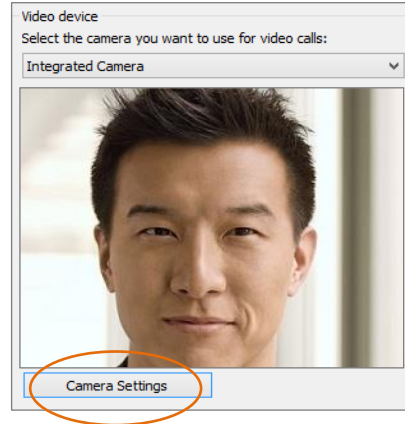 Video device
Select the camera you want to use for video calls:
Integrated Camera
Camera Settings